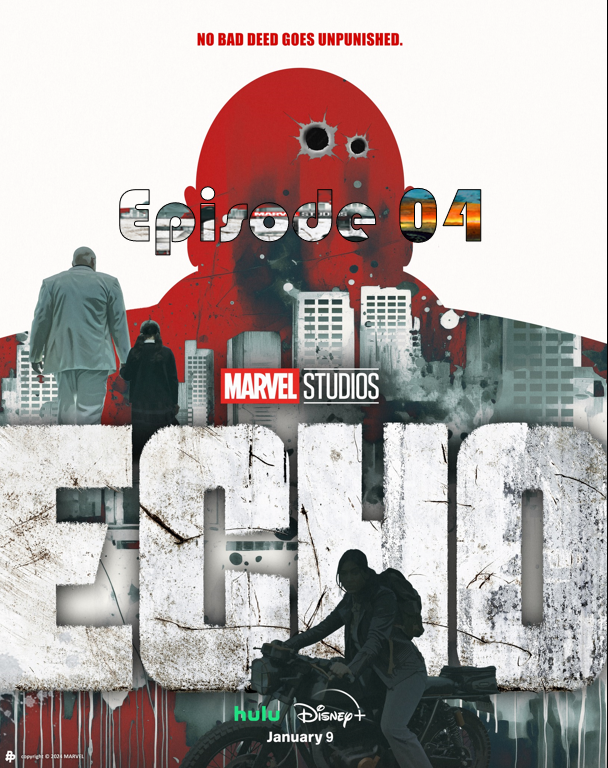 NO BAD DEED GOES UNPUNISHED.
Episode 04
MARVEL STUDIOS
ECHO
hulu Disney+
January 9
copyright © 2024 MARVEL